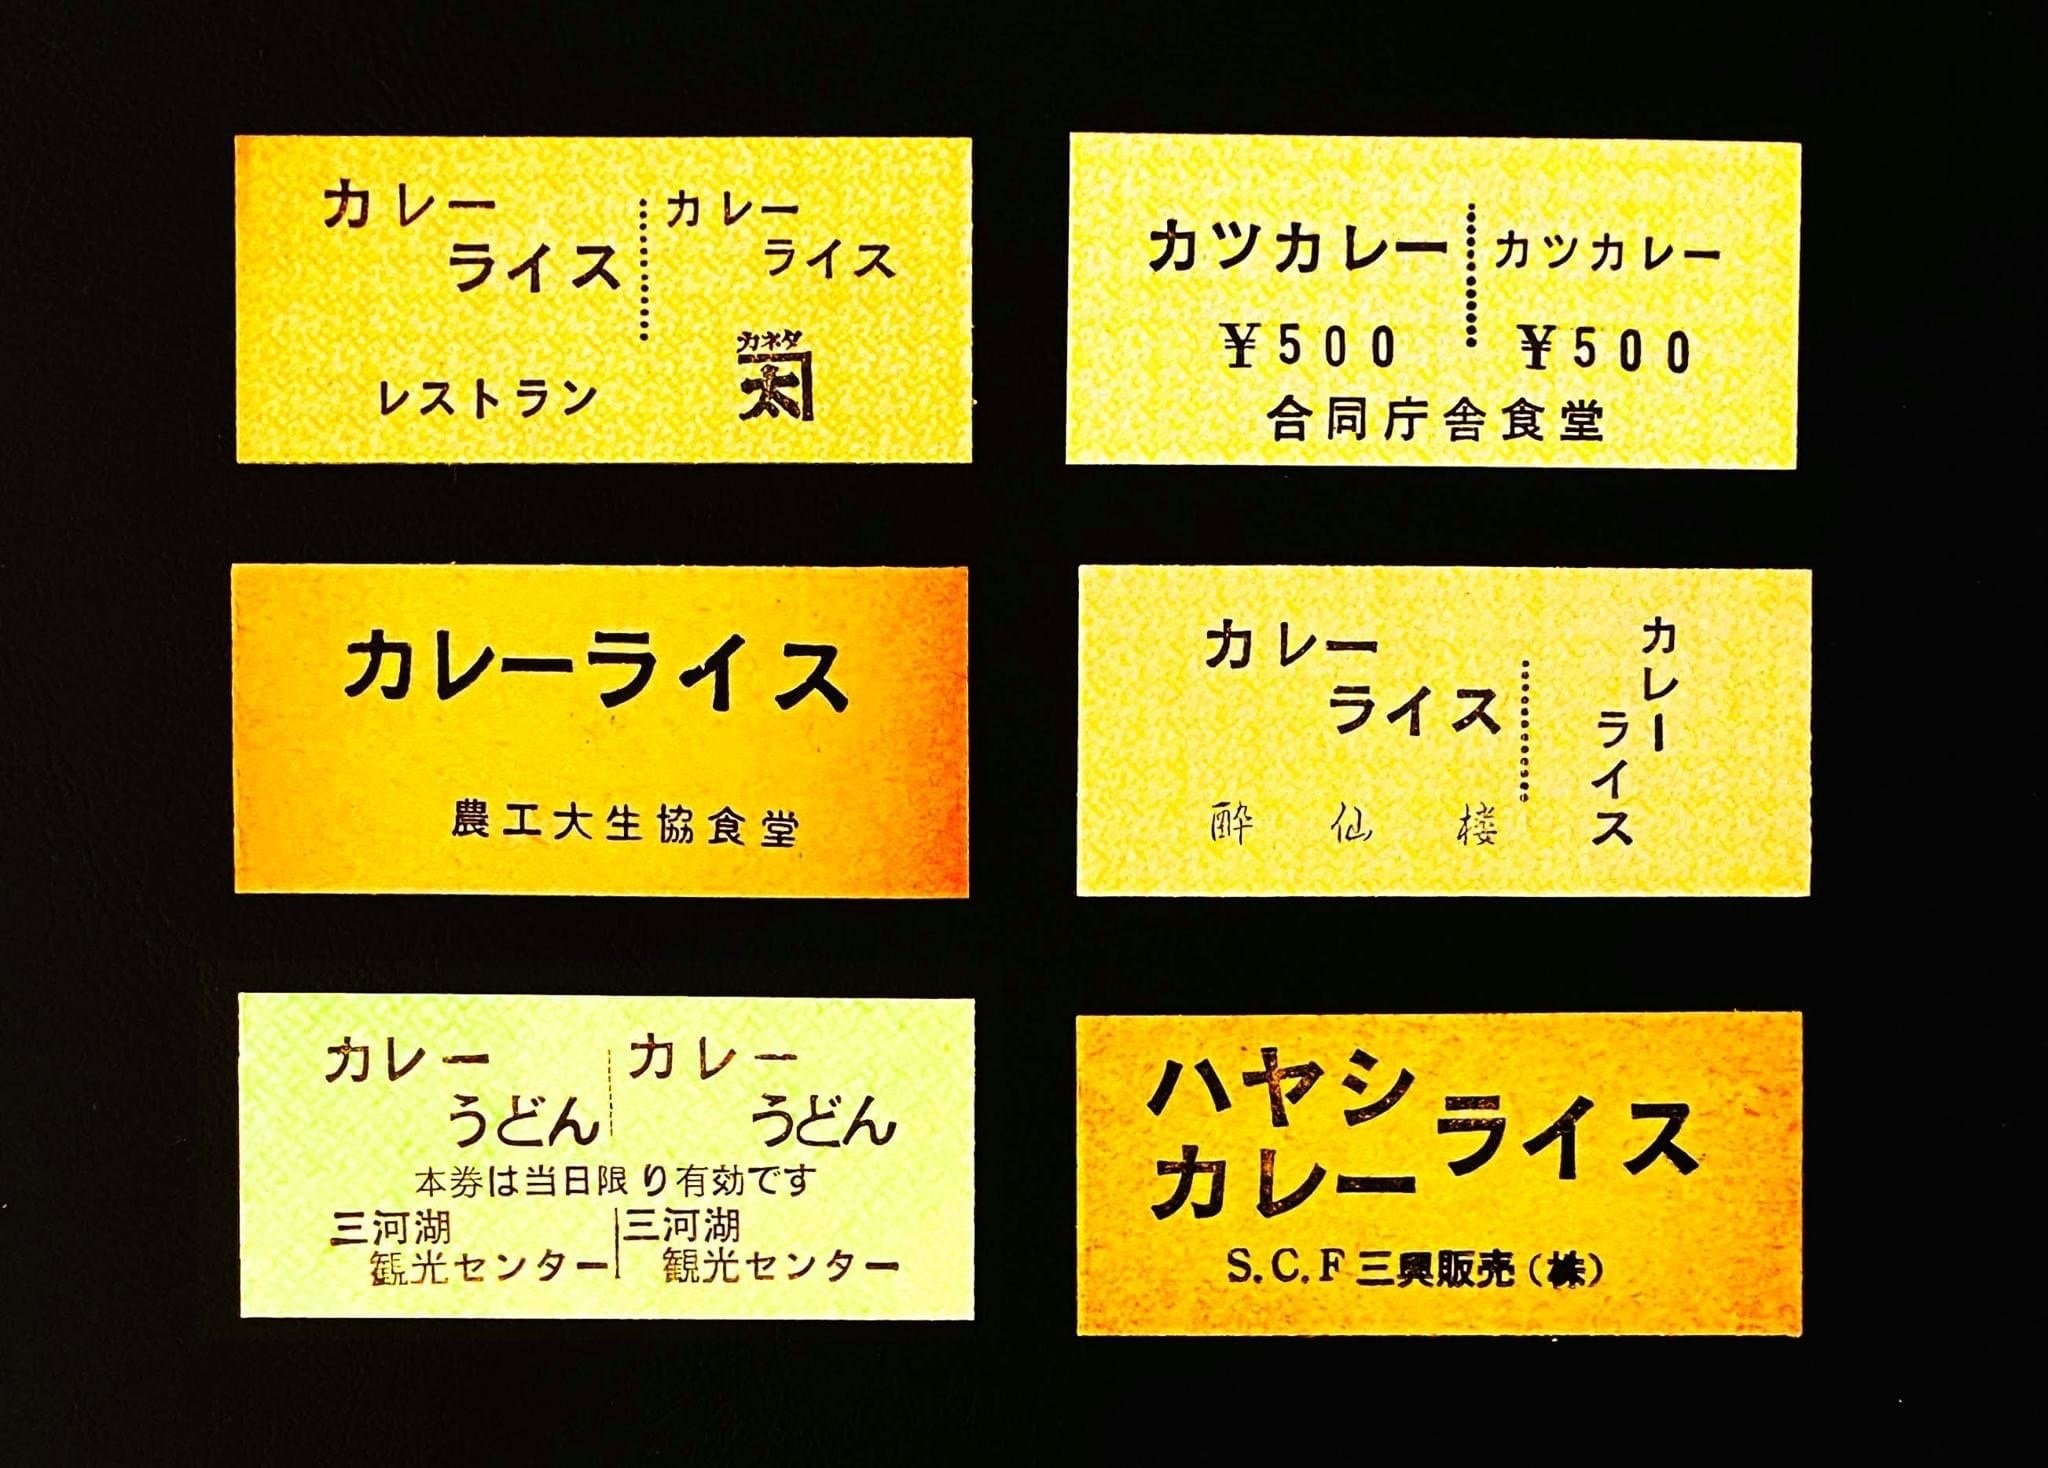 カレー
ライス
カレー
ライス
レストラン
カネタ
太
カツカレー
カツカレー
¥500
¥500
合同庁舎食堂
カレーライス
農工大生協食堂
カレー
ライス
カレー
ライス
酔仙楼
カレー
うどん
カレー
うどん
本券は当日限り有効です
三河湖
観光センター
三河湖
観光センター
ハヤシ
カレー
ライス
S.C.F三興販売(株)